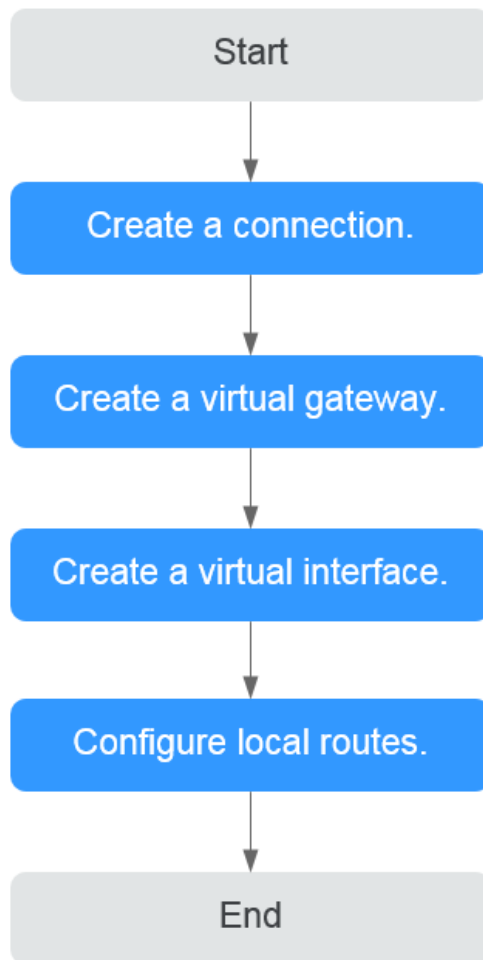 Start
Create a connection.
Create a virtual gateway.
Create a virtual interface.
Configure local routes.
End